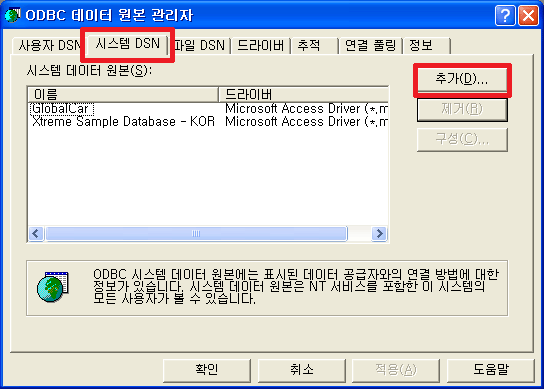 ODBC 데이터 원본 관리자
사용자 DSN 시스템 DSN 파일 DSN 드라이버 추적 연결 풀링 정보
시스템 데이터 원본(S):
추가(D)...
이름 드라이버
GlobalCar Microsoft Access Driver (*,m
Xtreme Sample Database - KOR Microsoft Access Driver (*,m
제거(R)
구성(C)...
ODBC 시스템 데이터 원본에는 표시된 데이터 공급자와의 연결 방법에 대한
정보가 있습니다. 시스템 데이터 원본은 NT 서비스를 포함한 이 시스템의
모든 사용자가 볼 수 있습니다.
확인 취소 적용(A) 도움말